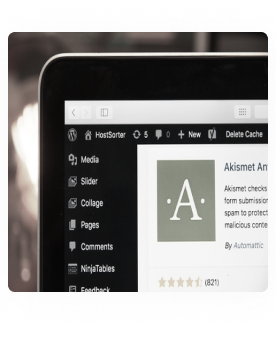 HostSorter 5 0 + New Delete Cache
Media
Slider
Collage
Pages
Comments
NinjaTables
Feedback
·A·
Akismet An
Akismet checks
form submission
spam to protect
malicious conte
By Automattic
(821)